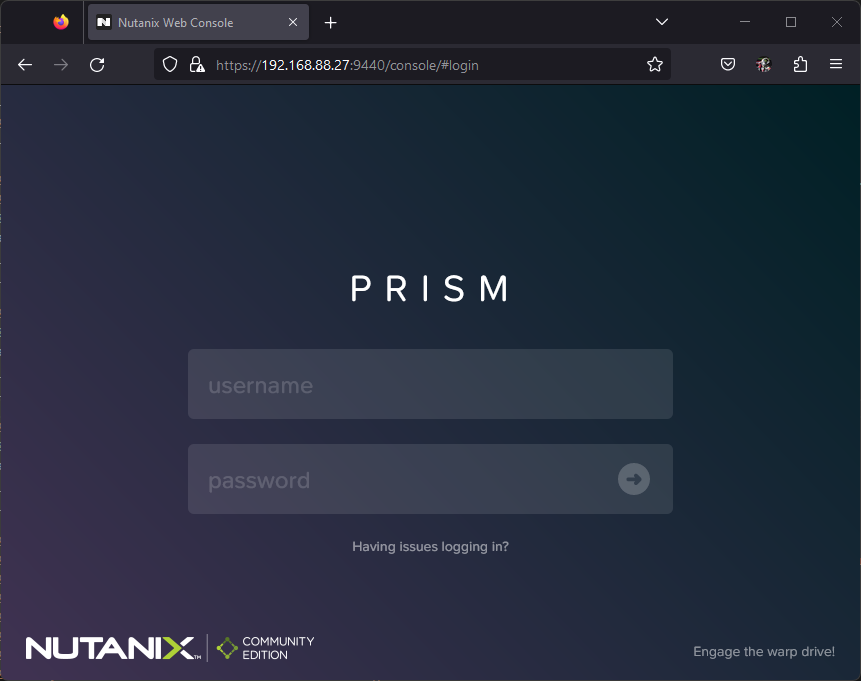 Nutanix Web Console
https://192.168.88.27:9440/console/#login
PRISM
username
password
Having issues logging in?
NUTANIX™
COMMUNITY
EDITION
Engage the warp drive!